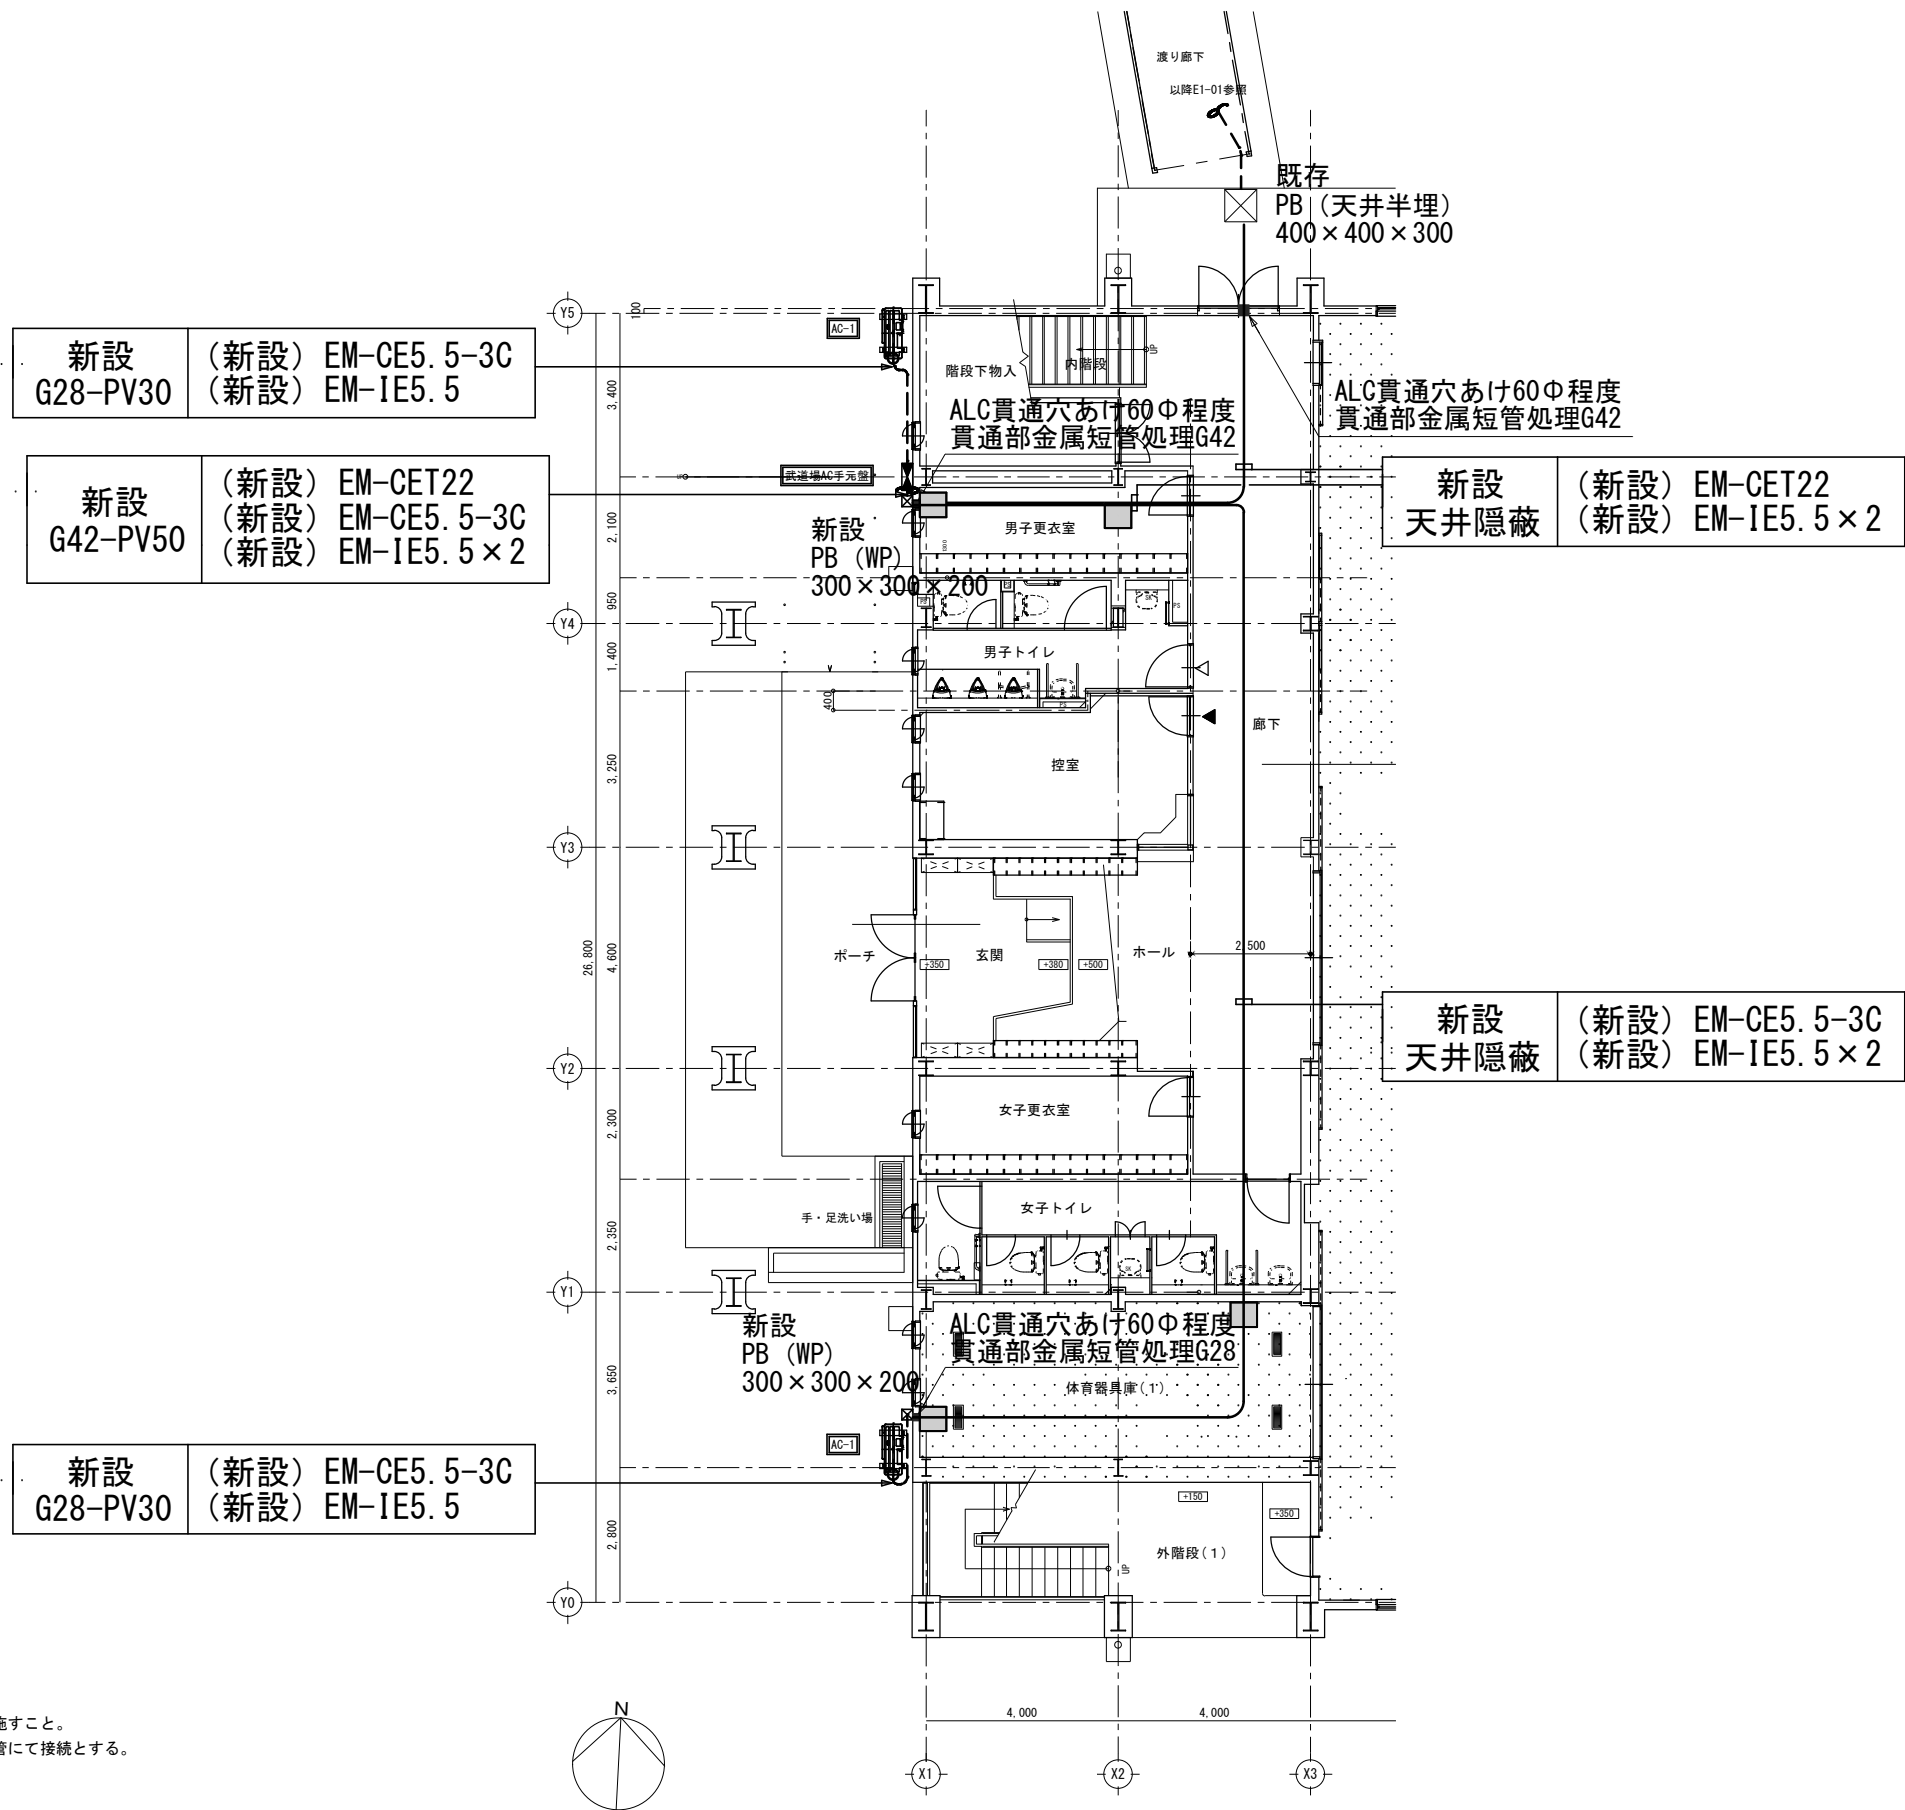 渡り廊下
以降E1-01参照
既存
PB（天井半埋）
400×400×300
Y5
100
AC-1
新設
G28-PV30
（新設）EM-CE5.5-3C
（新設）EM-IE5.5
3,400
階段下物入
内階段
UP
ALC貫通穴あけ60Φ程度
貫通部金属短管処理G42
ALC貫通穴あけ60Φ程度
貫通部金属短管処理G42
新設
G42-PV50
（新設）EM-CET22
（新設）EM-CE5.5-3C
（新設）EM-IE5.5×2
武道場AC手元盤
新設
天井隠蔽
（新設）EM-CET22
（新設）EM-IE5.5×2
2,100
新設
PB（WP）
300×300×200
男子更衣室
950
SK
PS
Y4
1,400
男子トイレ
400
PS
廊下
3,250
控室
Y3
26,800
4,600
ポーチ
玄関
ホール
2,500
+350
+380
+500
新設
天井隠蔽
（新設）EM-CE5.5-3C
（新設）EM-IE5.5×2
Y2
2,300
女子更衣室
手・足洗い場
女子トイレ
2,350
SK
Y1
新設
PB（WP）
300×300×200
ALC貫通穴あけ60Φ程度
貫通部金属短管処理G28
3,650
体育器具庫(1)
AC-1
新設
G28-PV30
（新設）EM-CE5.5-3C
（新設）EM-IE5.5
+150
+350
2,800
外階段(1)
UP
Y0
N
施すこと。
管にて接続とする。
4,000
4,000
X1
X2
X3